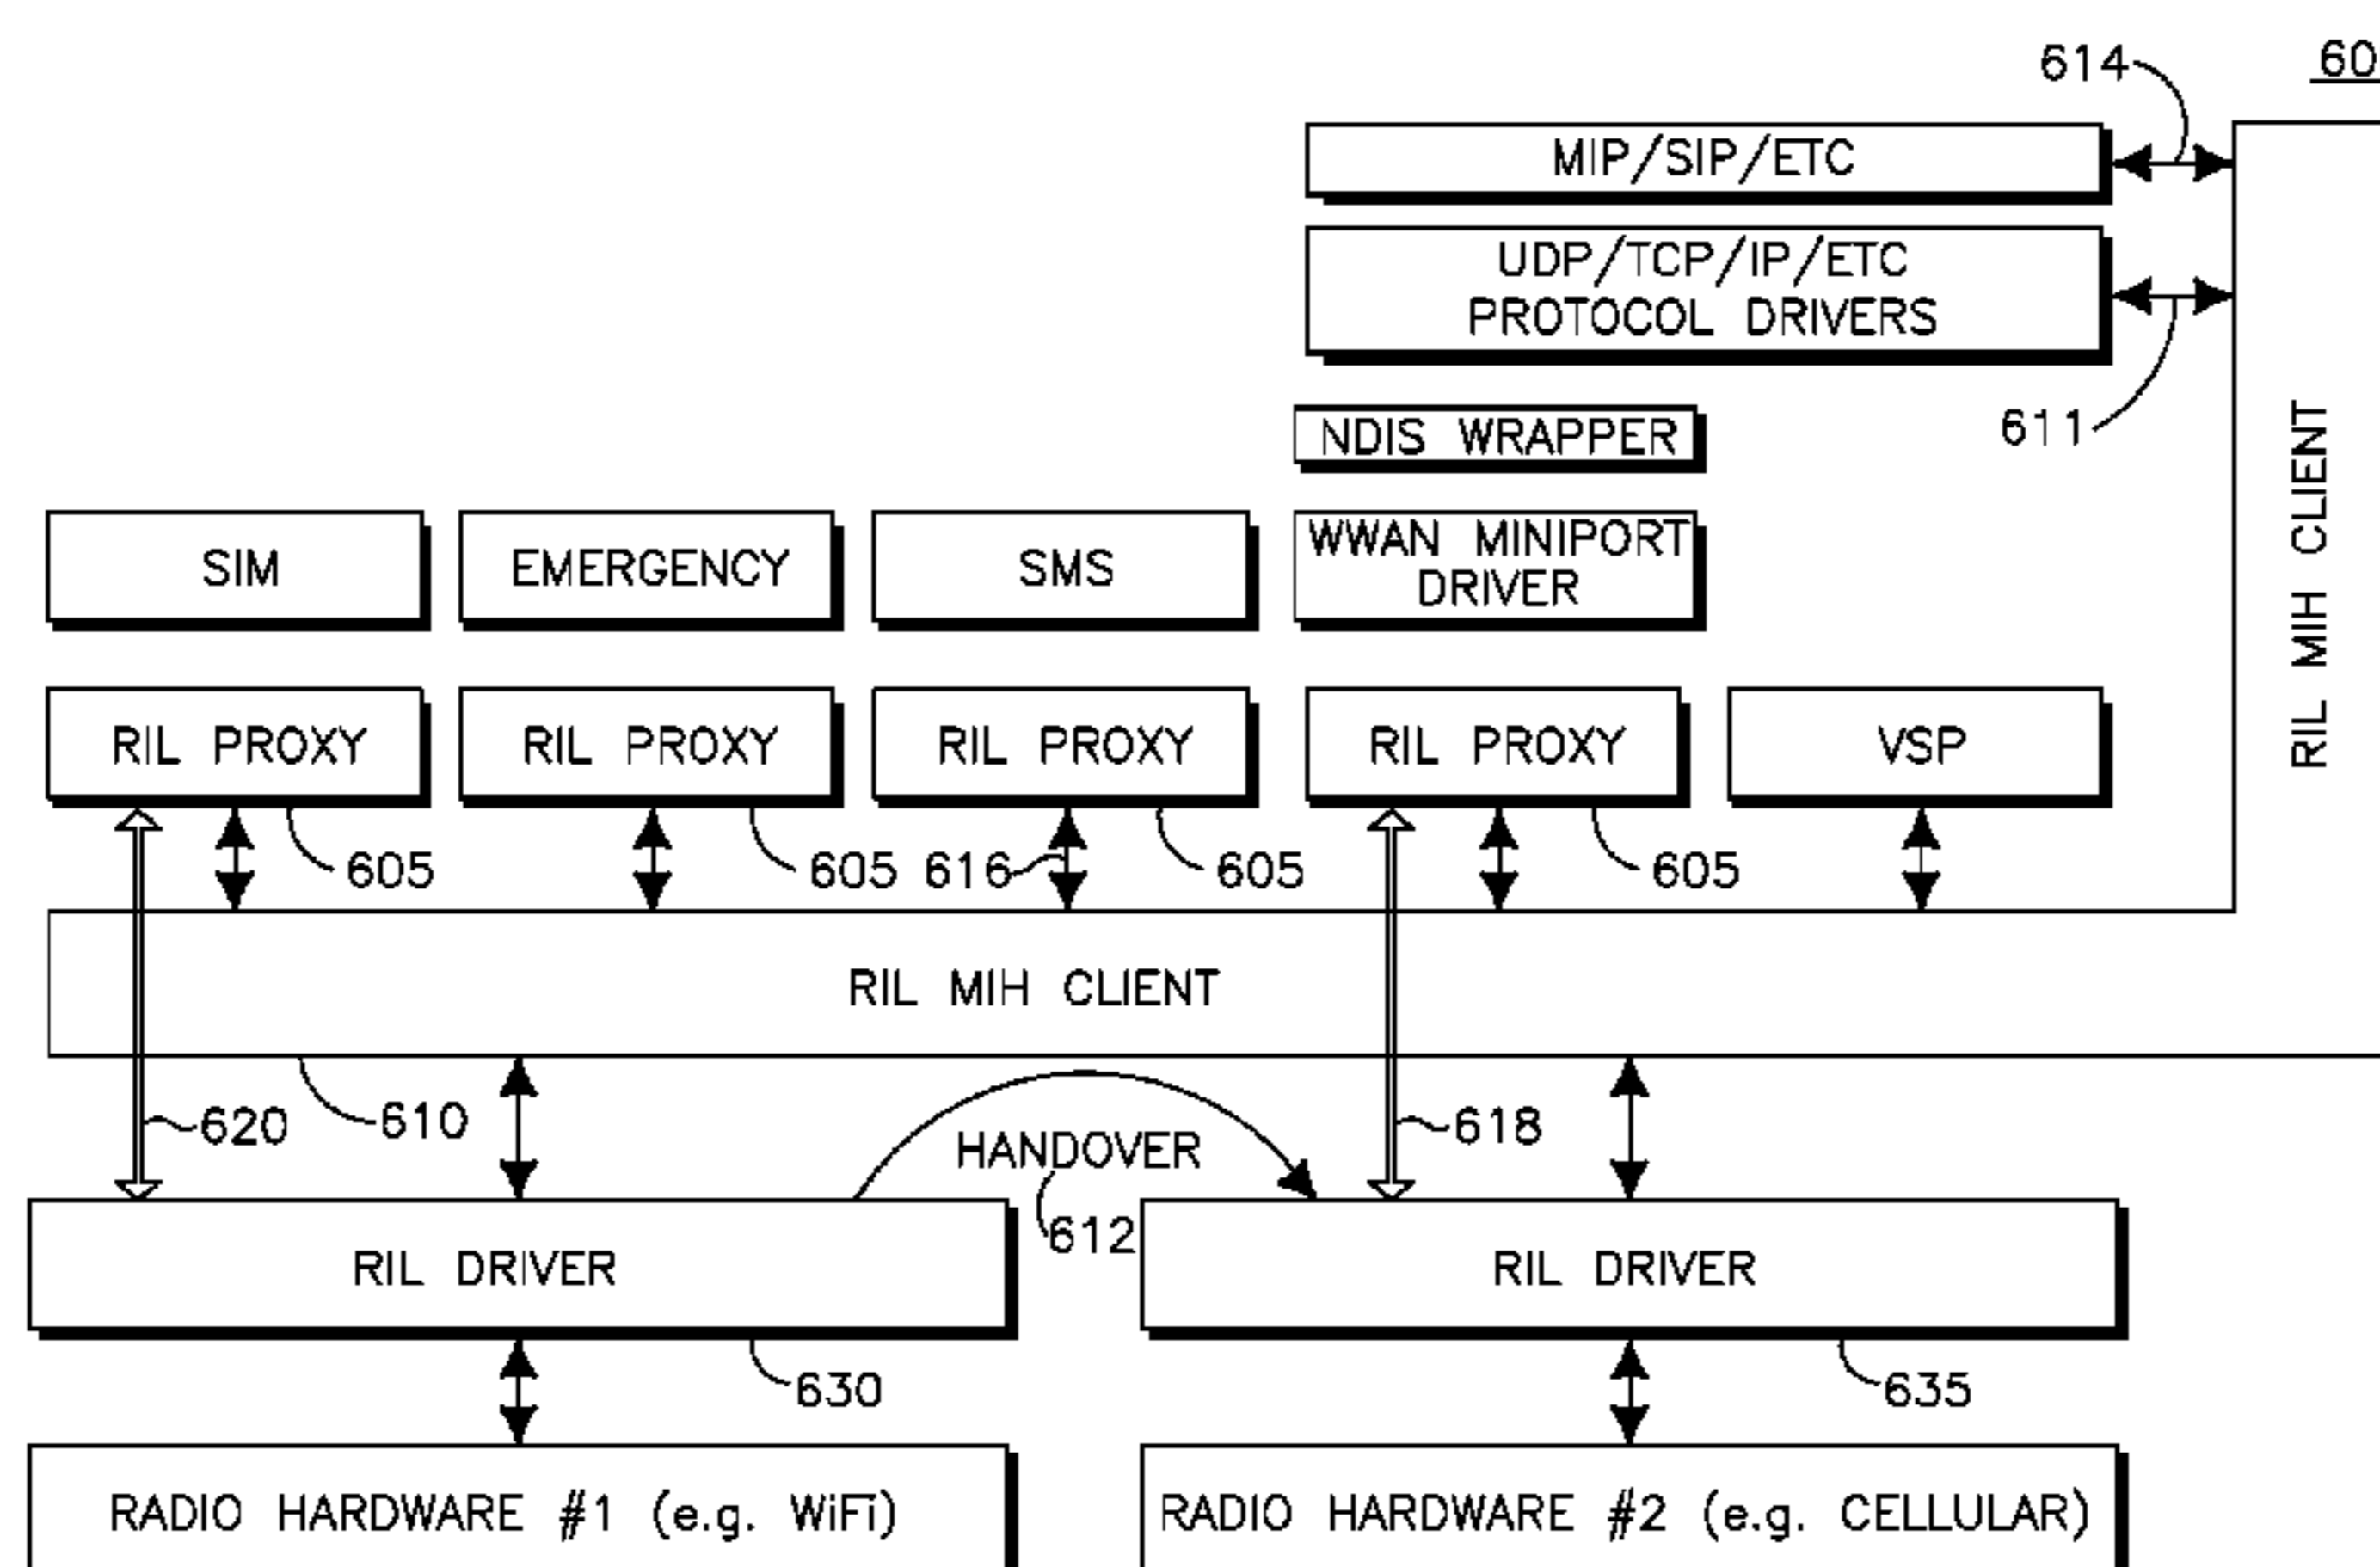 614
60
MIP/SIP/ETC
UDP/TCP/IP/ETC
PROTOCOL DRIVERS
611
NDIS WRAPPER
RIL MIH CLIENT
SIM
EMERGENCY
SMS
WWAN MINIPORT
DRIVER
RIL PROXY
RIL PROXY
RIL PROXY
RIL PROXY
VSP
605
605
616
605
605
RIL MIH CLIENT
620
610
HANDOVER
618
612
RIL DRIVER
RIL DRIVER
630
635
RADIO HARDWARE #1 (e.g. WiFi)
RADIO HARDWARE #2 (e.g. CELLULAR)